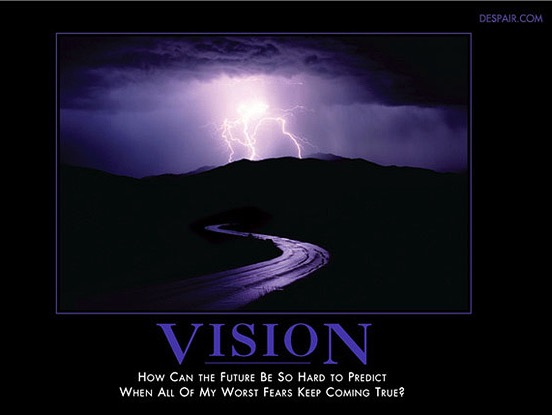 DESPAIR.COM
VISION
HOW CAN THE FUTURE BE SO HARD TO PREDICT
WHEN ALL OF MY WORST FEARS KEEP COMING TRUE?